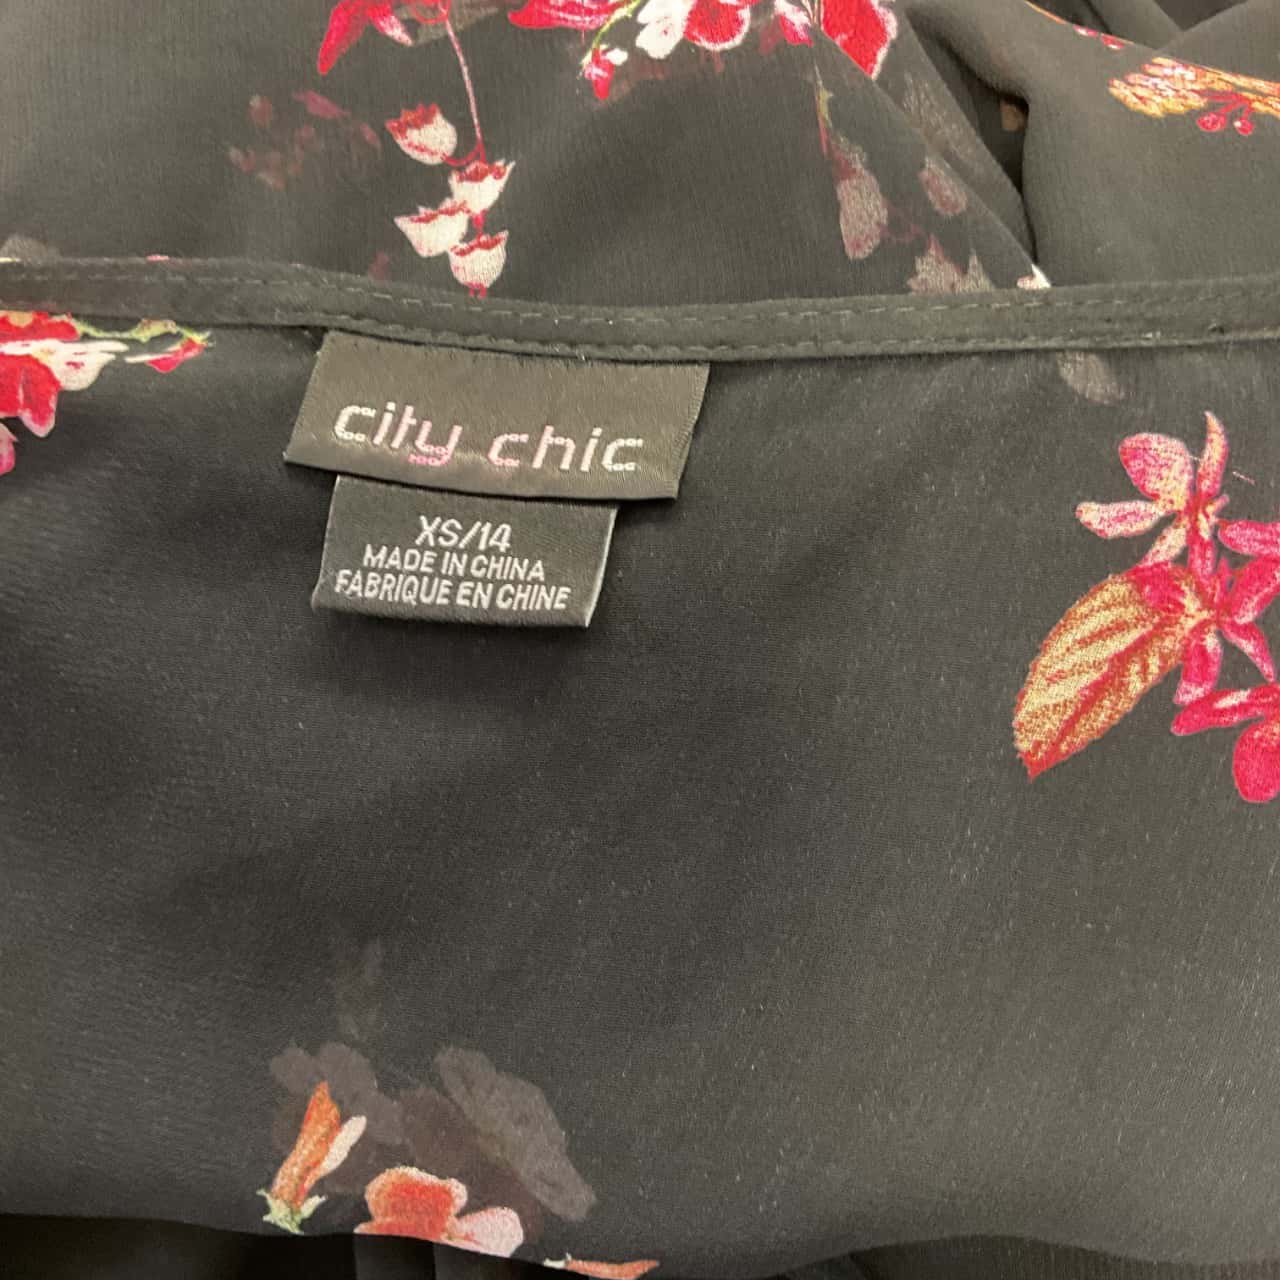 city chic
XS/14
MADE IN CHINA
FABRIQUE EN CHINE